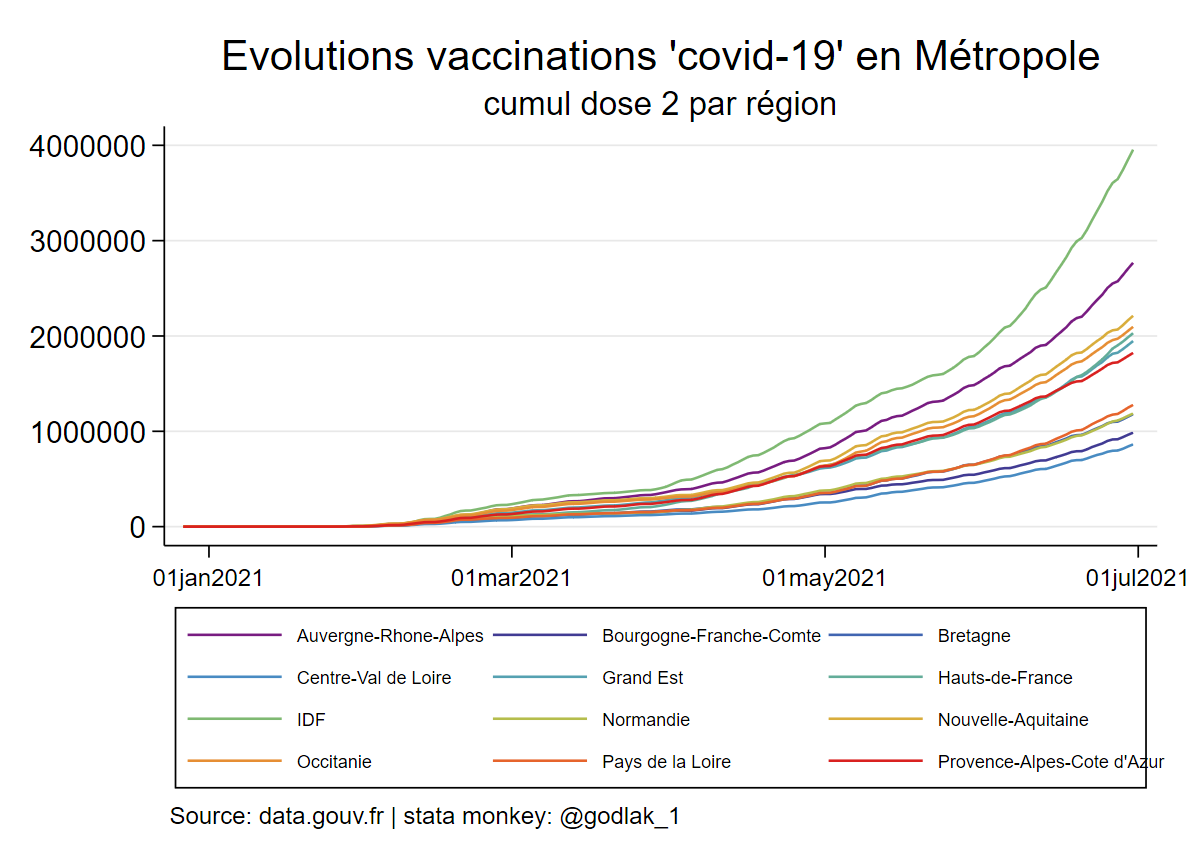 Evolutions vaccinations 'covid-19' en Métropole
cumul dose 2 par région
4000000
3000000
2000000
1000000
0
01jan2021 01mar2021 01may2021 01jul2021
Auvergne-Rhone-Alpes Bourgogne-Franche-Comte Bretagne
Centre-Val de Loire Grand Est Hauts-de-France
IDF Normandie Nouvelle-Aquitaine
Occitanie Pays de la Loire Provence-Alpes-Cote d'Azur
Source: data.gouv.fr | stata monkey: @godlak_1